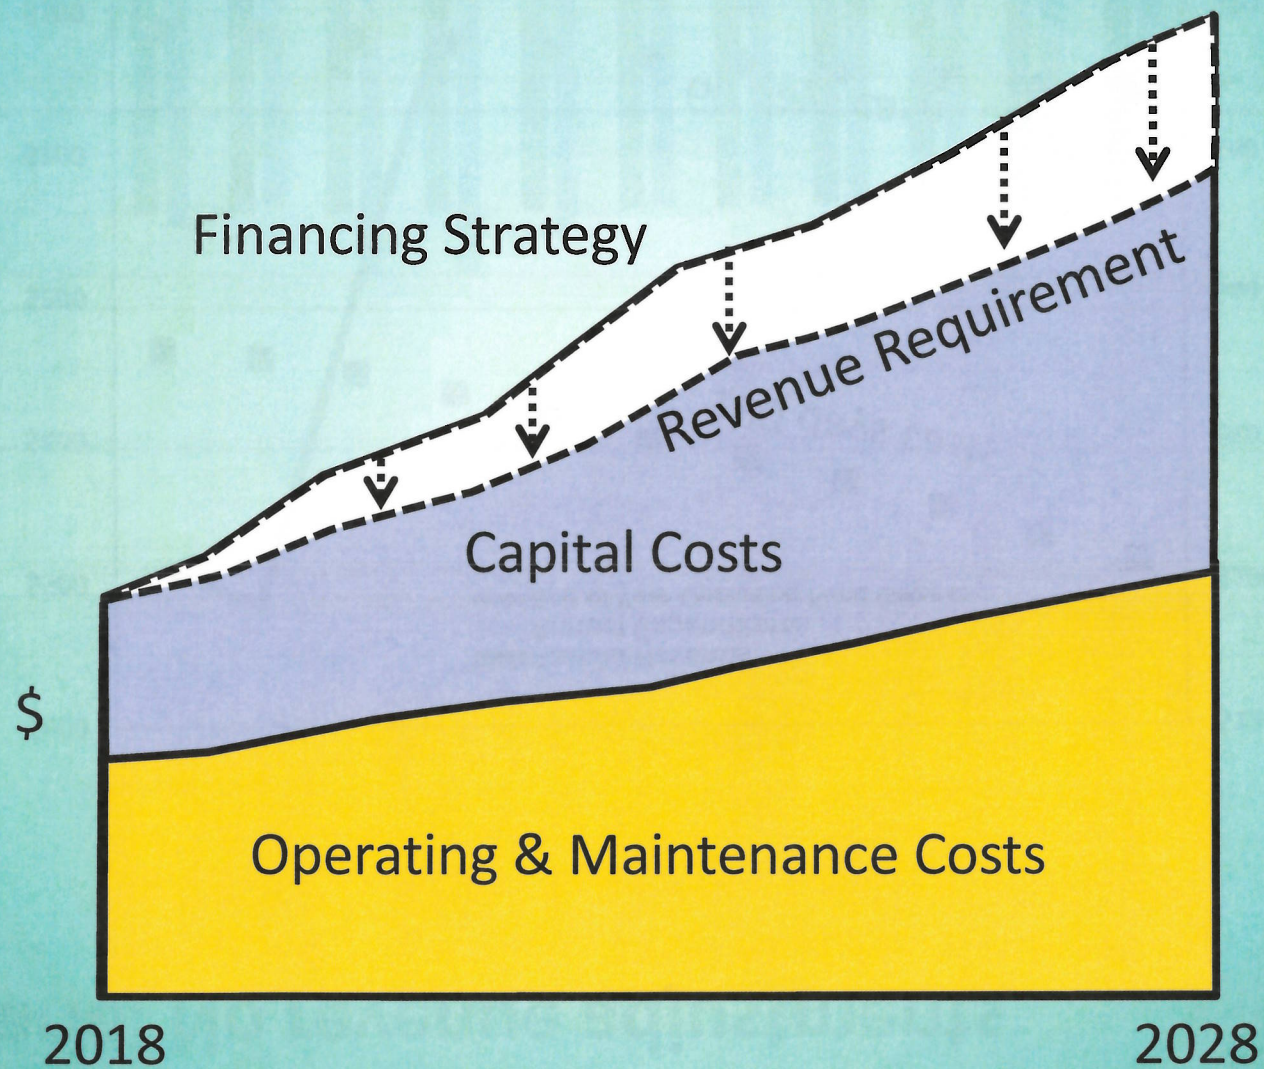 Financing Strategy
Revenue Requirement
Capital Costs
$
Operating & Maintenance Costs
2018
2028